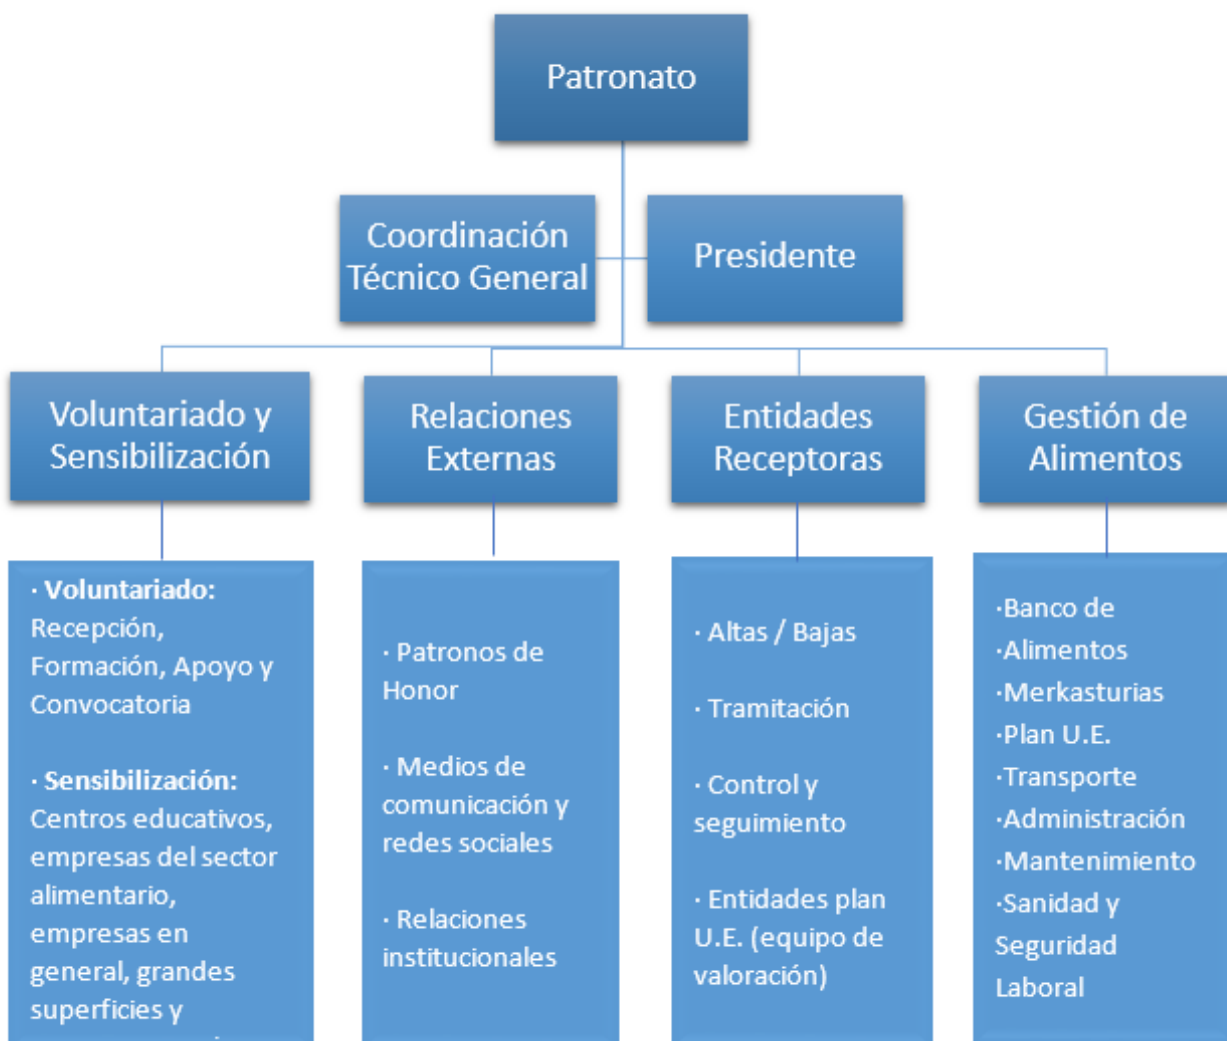 Patronato
Coordinación
Técnico General
Presidente
Voluntariado y
Sensibilización
Relaciones
Externas
Entidades
Receptoras
Gestión de
Alimentos
· Voluntariado:
Recepción,
Formación, Apoyo y
Convocatoria
· Sensibilización:
Centros educativos,
empresas del sector
alimentario,
empresas en
general, grandes
superficies y
· Patronos de
Honor
· Medios de
comunicación y
redes sociales
· Relaciones
institucionales
· Altas / Bajas
· Tramitación
· Control y
seguimiento
· Entidades plan
U.E. (equipo de
valoración)
·Banco de
·Alimentos
·Merkasturias
·Plan U.E.
·Transporte
·Administración
·Mantenimiento
·Sanidad y
Seguridad
Laboral